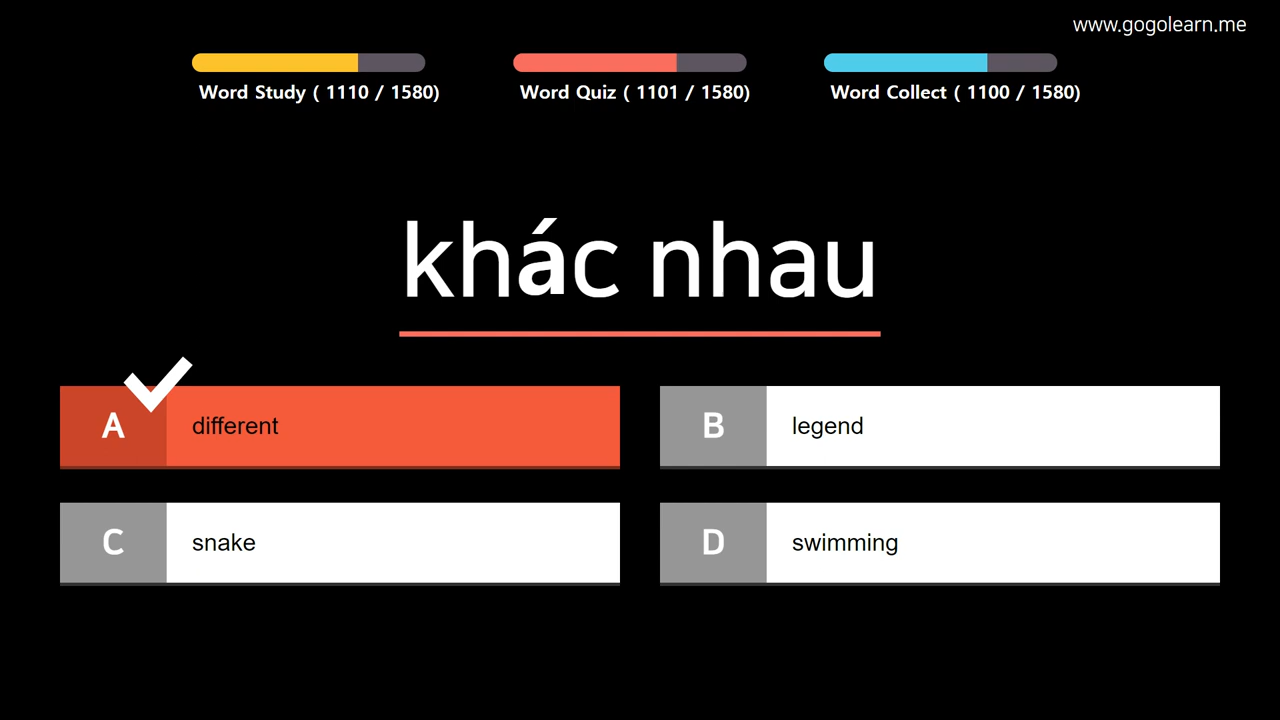 www.gogolearn.me
Word Study ( 1110 / 1580)
Word Quiz ( 1101 / 1580)
Word Collect ( 1100 / 1580)
khác nhau
A different
B legend
C snake
D swimming